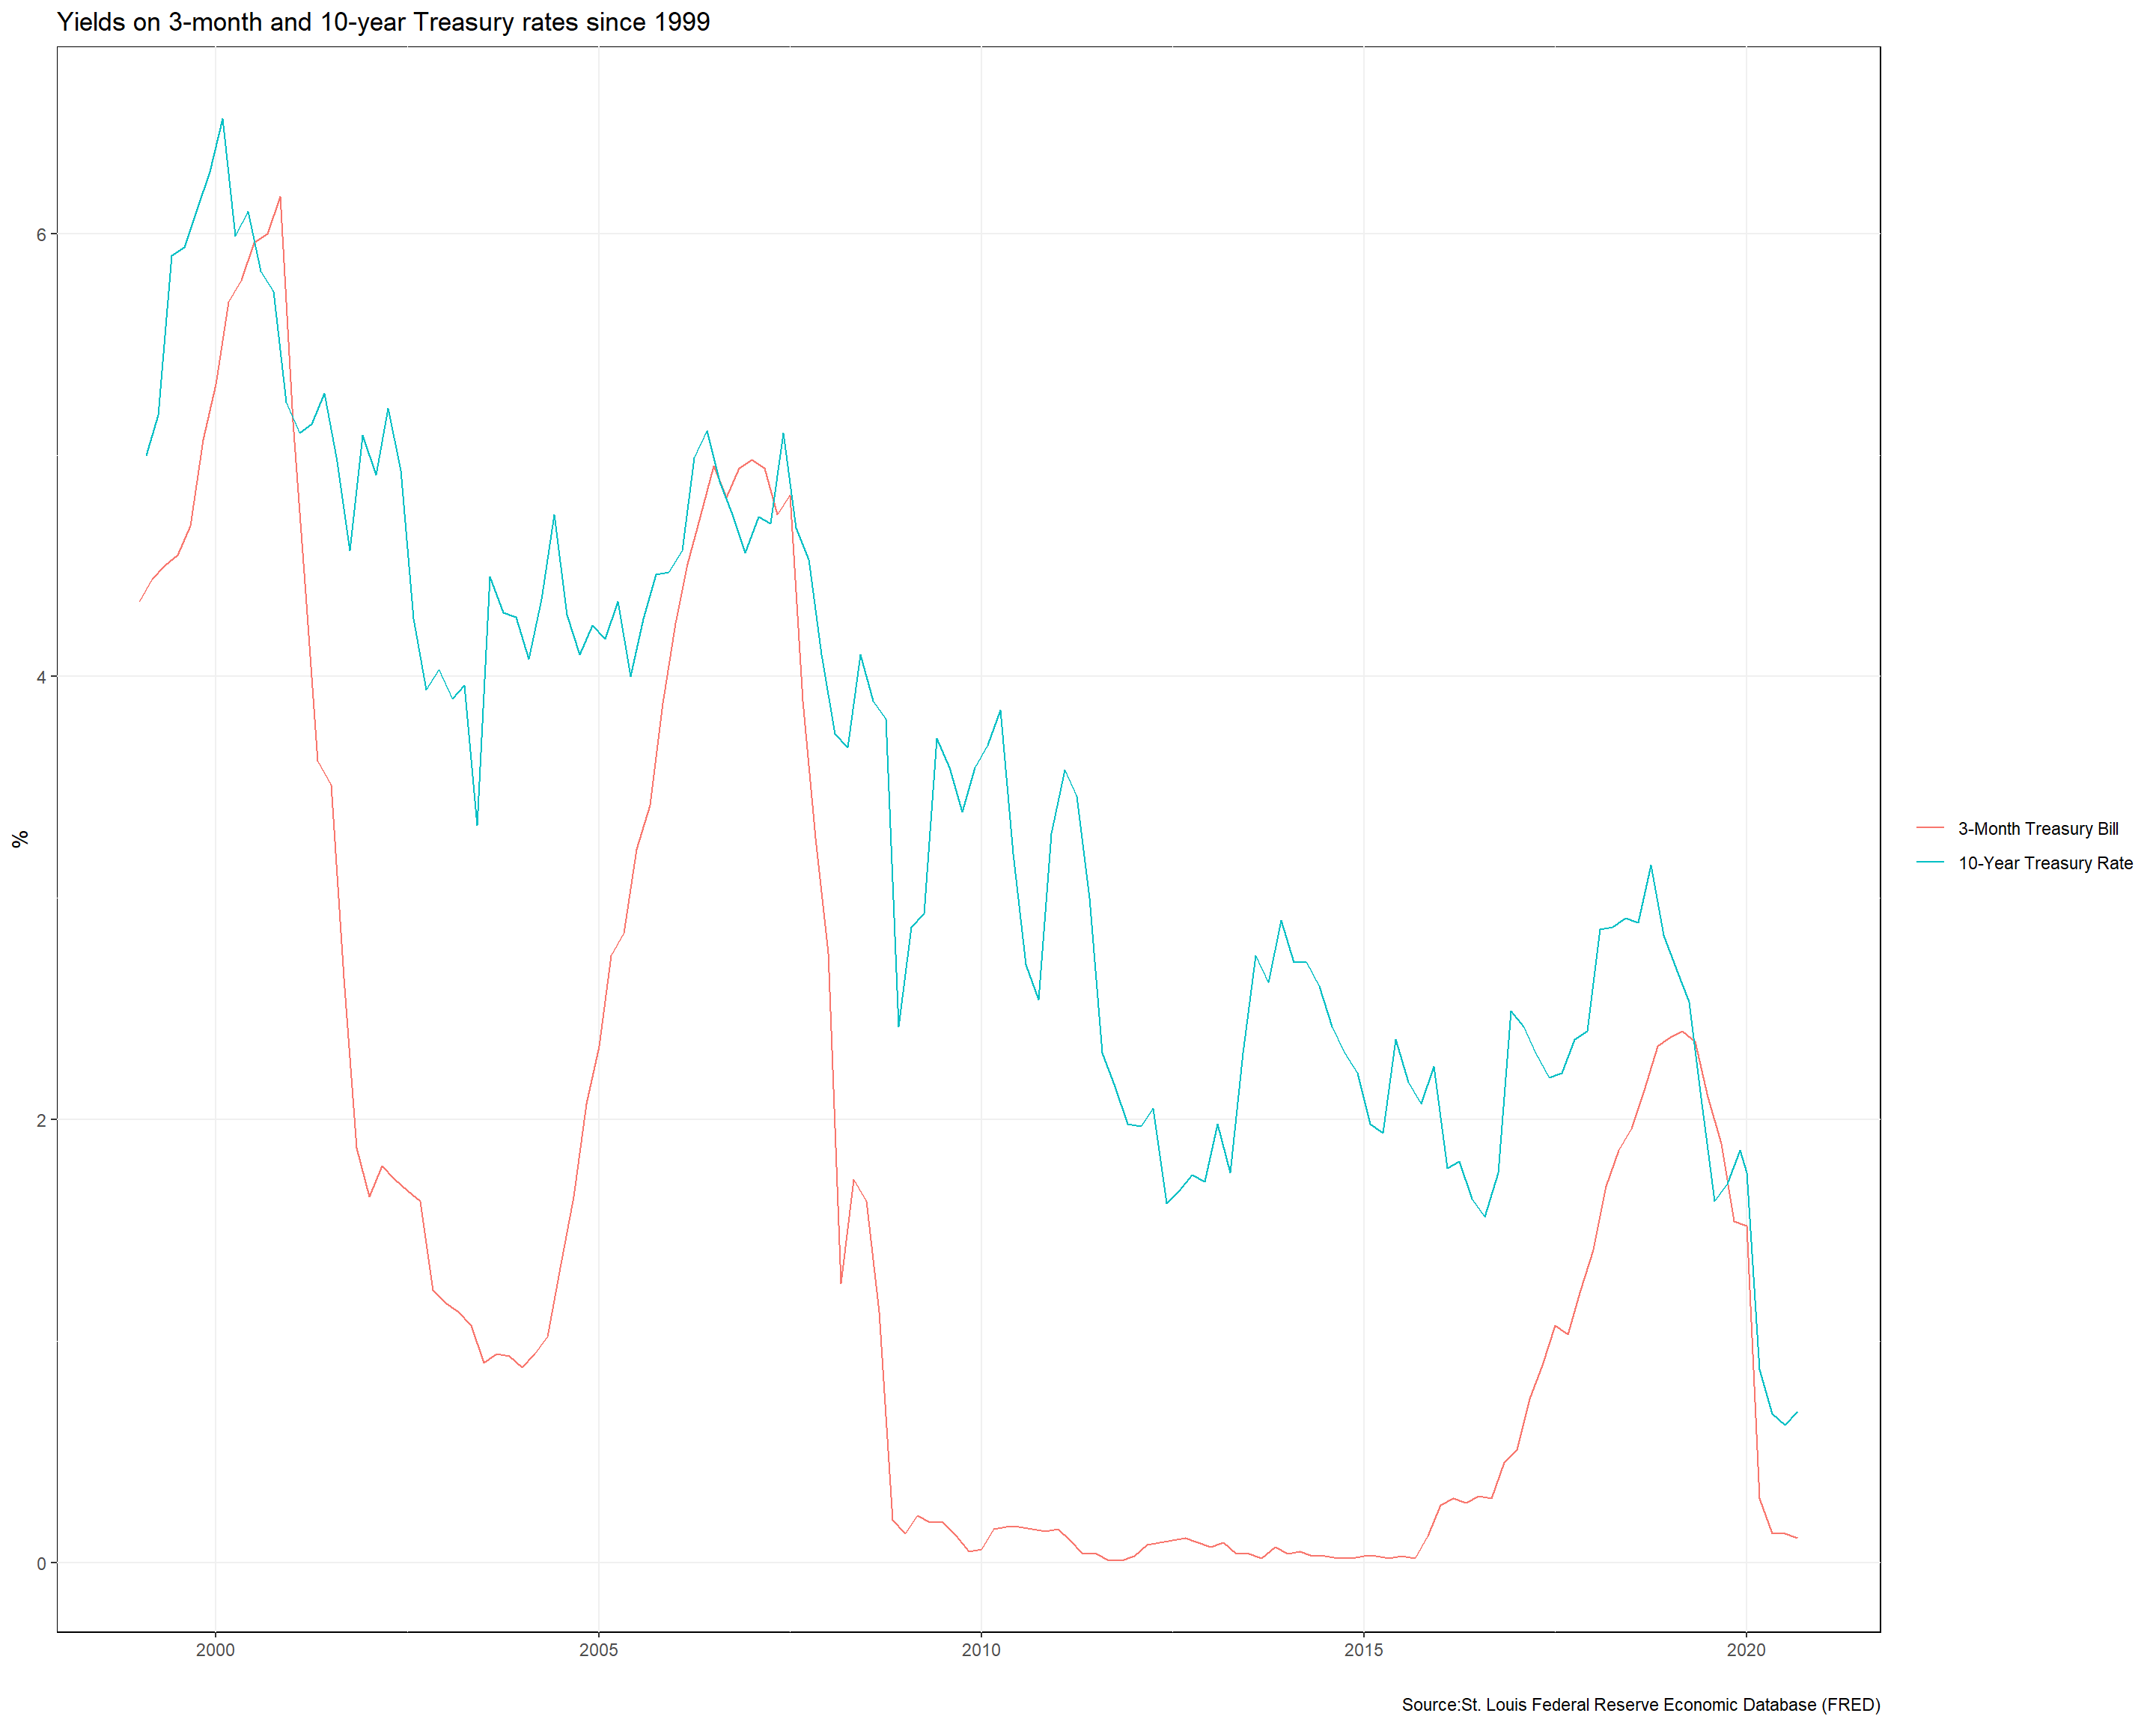 Yields on 3-month and 10-year Treasury rates since 1999
6
4
%
2
0
3-Month Treasury Bill
10-Year Treasury Rate
2000 2005 2010 2015 2020
Source:St. Louis Federal Reserve Economic Database (FRED)